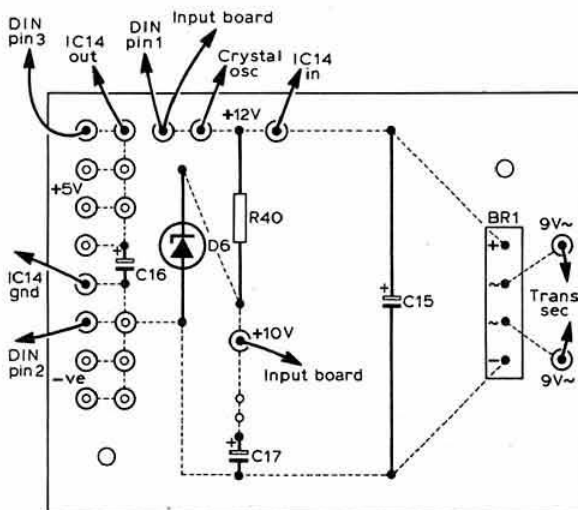 DIN
pin3
IC14
out
DIN
pin1
Input board
Crystal
osc
IC14
in
+12V
+5V
R40
D6
+
C16
IC14
gnd
+
C15
BR1
+
~
~
-
9V~
Trans
sec
9V~
DIN
pin2
+10V
Input board
-ve
+
C17